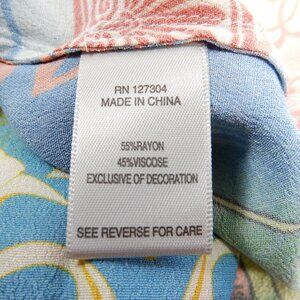 RN 127304
MADE IN CHINA
55%RAYON
45%VISCOSE
EXCLUSIVE OF DECORATION
SEE REVERSE FOR CARE